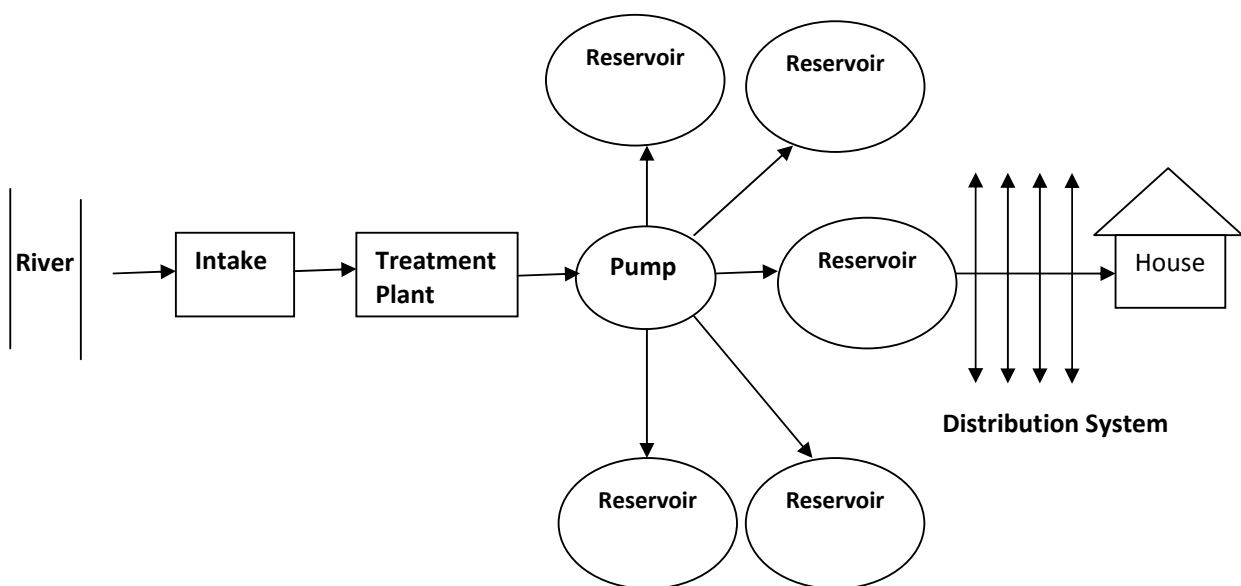 Reservoir
Reservoir
River
Intake
Treatment
Plant
Pump
Reservoir
House
Distribution System
Reservoir
Reservoir